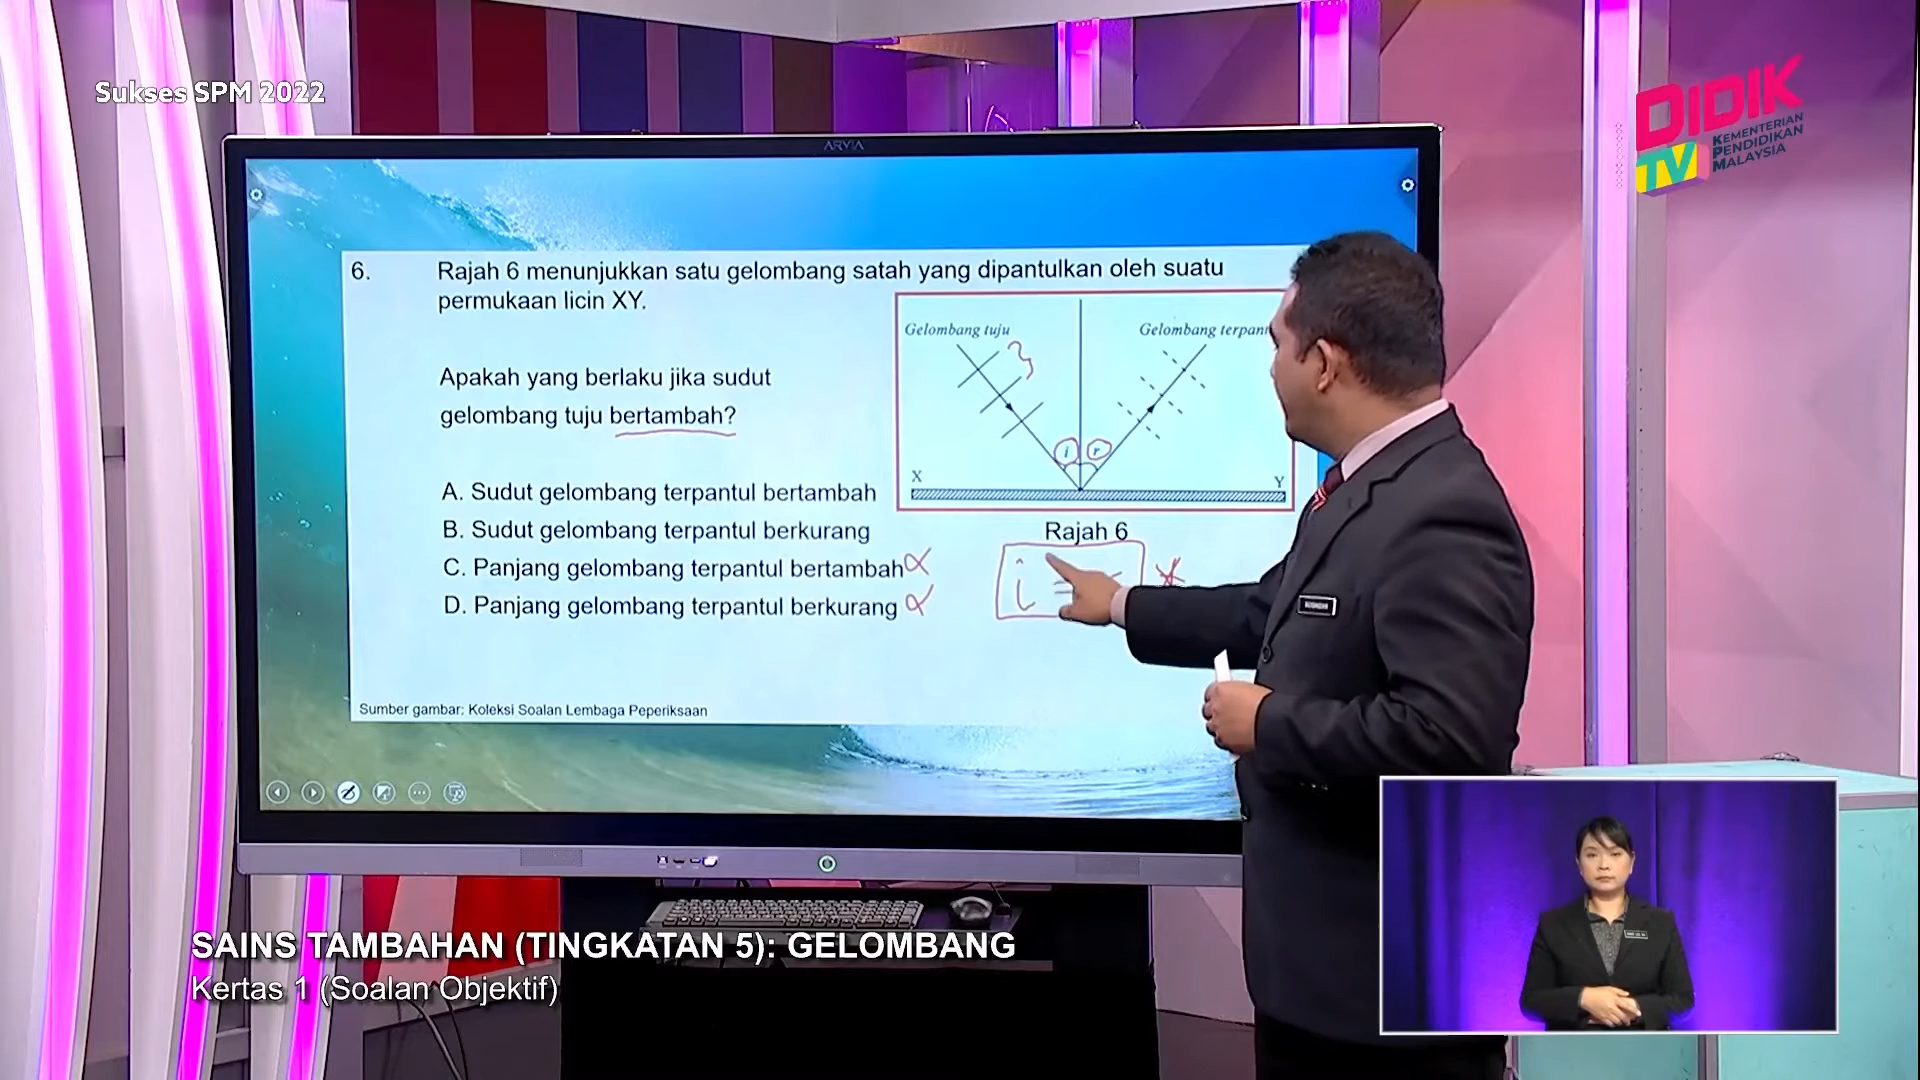 Sukses SPM 2022
DIDIK
TV
KEMENTERIAN
PENDIDIKAN
MALAYSIA
ARVIA
6. Rajah 6 menunjukkan satu gelombang satah yang dipantulkan oleh suatu
permukaan licin XY.
Gelombang tuju
Gelombang terpant
i r
X Y
Rajah 6
i =
Apakah yang berlaku jika sudut
gelombang tuju bertambah?
A. Sudut gelombang terpantul bertambah
B. Sudut gelombang terpantul berkurang
C. Panjang gelombang terpantul bertambah
D. Panjang gelombang terpantul berkurang
Sumber gambar: Koleksi Soalan Lembaga Peperiksaan
SAINS TAMBAHAN (TINGKATAN 5): GELOMBANG
Kertas 1 (Soalan Objektif)